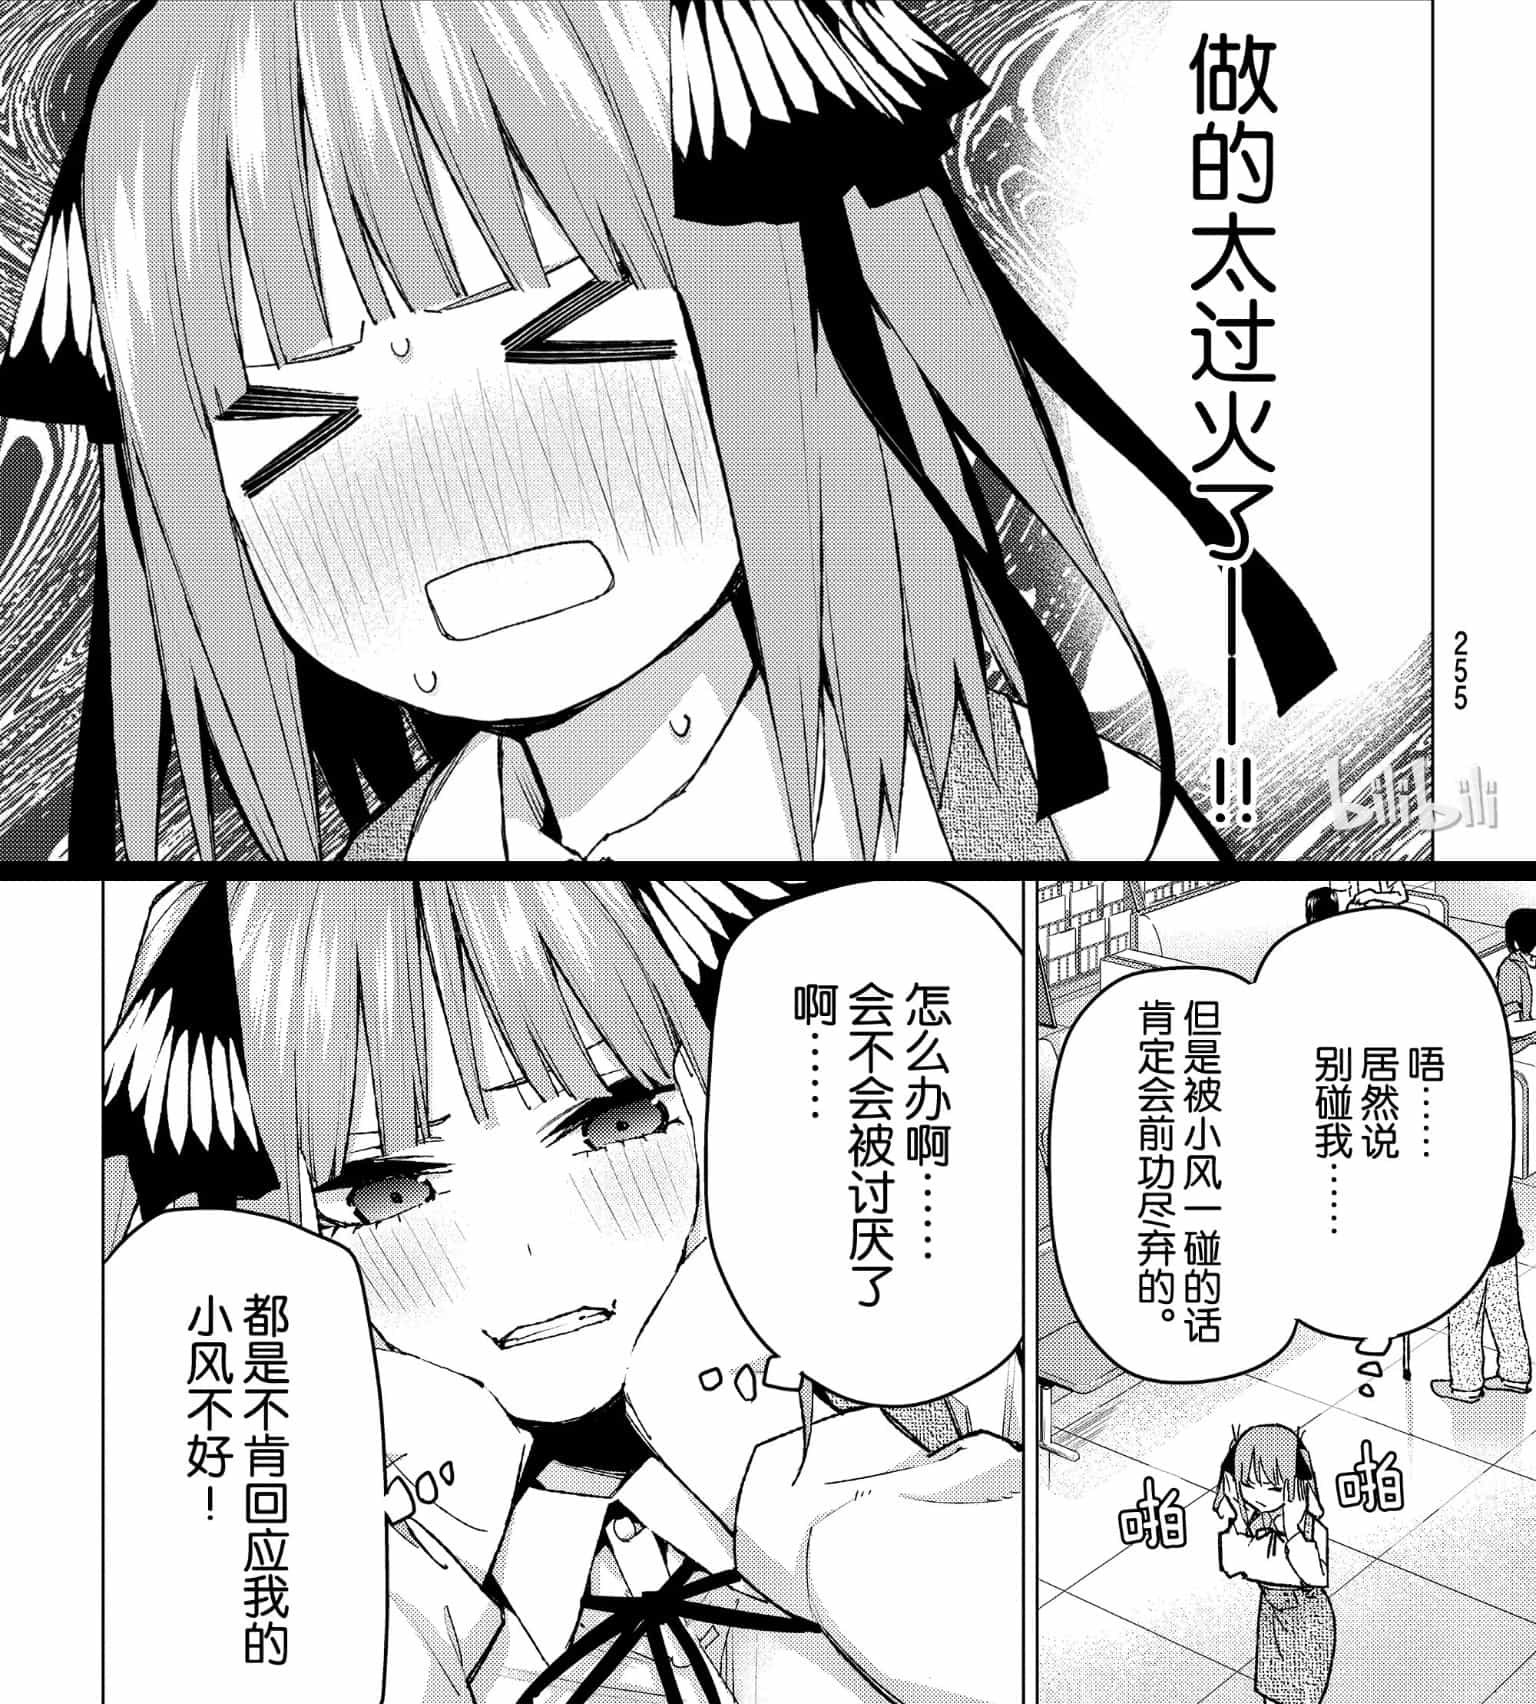 做的太过火了——!!
255
bilibili
唔……
居然说
别碰我……
但是被小风一碰的话
肯定会前功尽弃的。
啪
啪
怎么办啊……
会不会被讨厌了
啊……
都是不肯回应我的
小风不好！